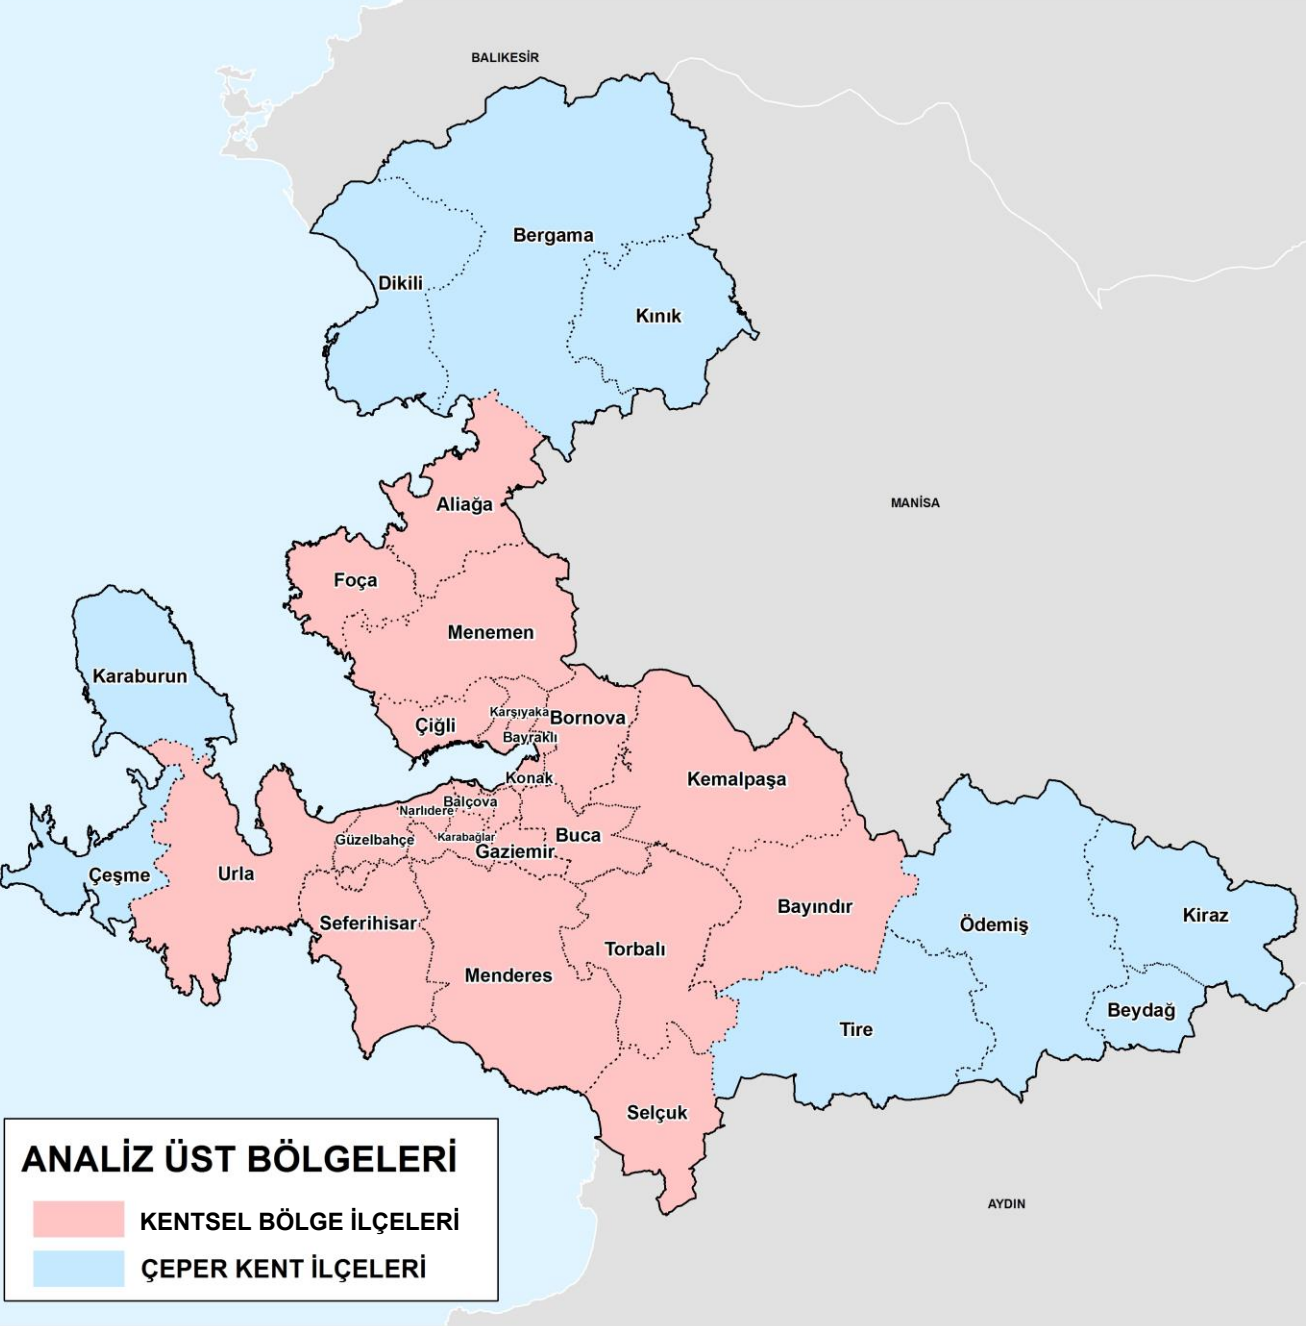 BALIKESİR
Bergama
Dikili
Kınık
MANİSA
Aliağa
Foça
Menemen
Karaburun
Çiğli
Karşıyaka
Bornova
Bayraklı
Konak
Kemalpaşa
Balçova
Narlıdere
Güzelbahçe
Karabağlar
Buca
Gaziemir
Çeşme
Urla
Seferihisar
Bayındır
Ödemiş
Kiraz
Torbalı
Menderes
Beydağ
Tire
Selçuk
AYDIN
ANALİZ ÜST BÖLGELERİ
KENTSEL BÖLGE İLÇELERİ
ÇEPER KENT İLÇELERİ